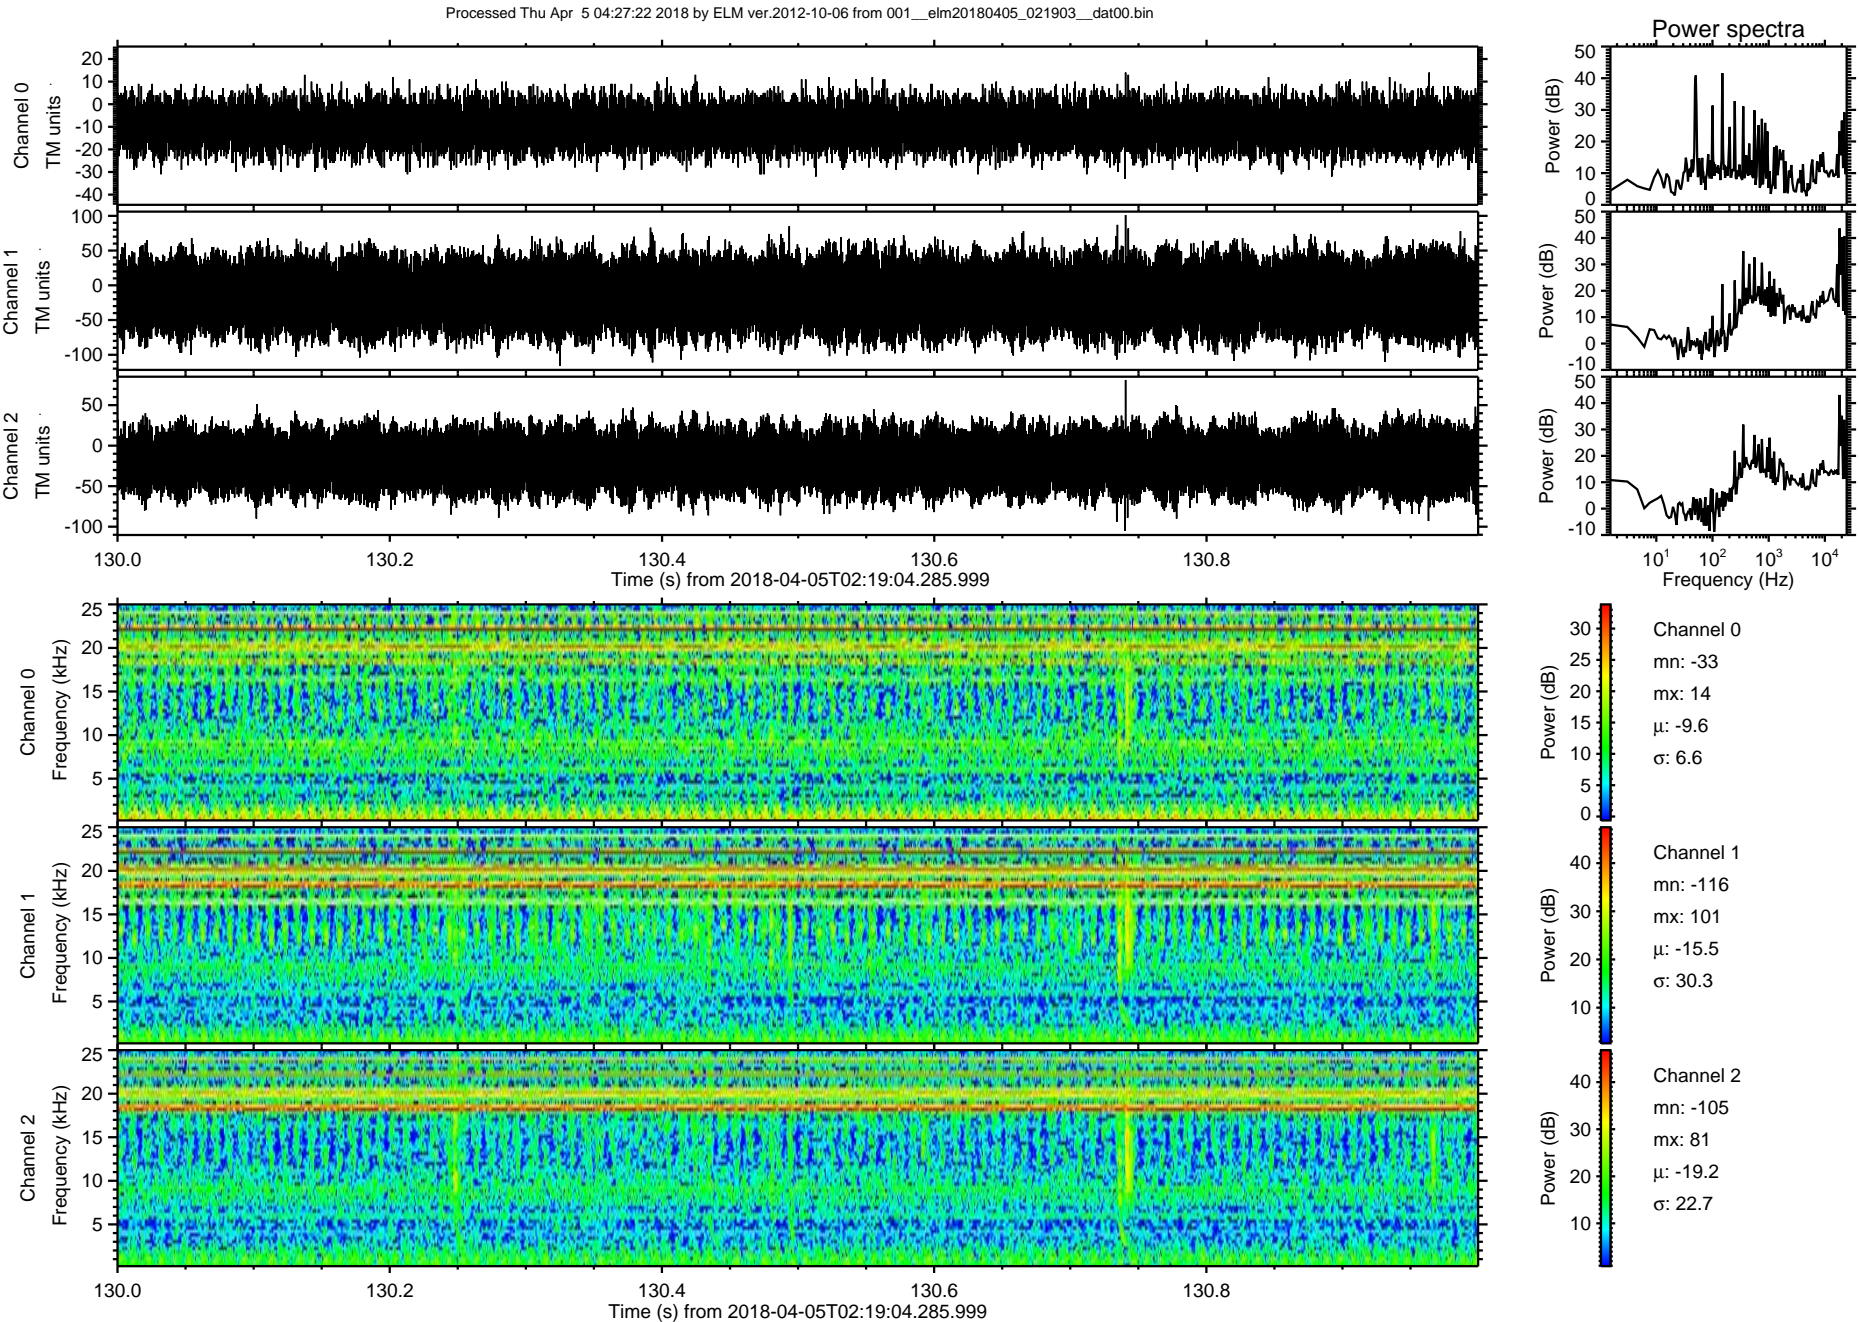 Processed Thu Apr  5 04:27:22 2018 by ELM ver.2012-10-06 from 001__elm20180405_021903__dat00.bin
Power spectra
Channel 0
TM units
20
10
0
-10
-20
-30
-40
Power (dB)
50
40
30
20
10
0
Channel 1
TM units
100
50
0
-50
-100
Power (dB)
50
40
30
20
10
0
-10
Channel 2
TM units
50
0
-50
-100
Power (dB)
50
40
30
20
10
0
-10
130.0 130.2 130.4 130.6 130.8
Time (s) from 2018-04-05T02:19:04.285.999
10¹ 10² 10³ 10⁴
Frequency (Hz)
Channel 0
Frequency (kHz)
25
20
15
10
5
Power (dB)
30
25
20
15
10
5
0
Channel 0
mn: -33
mx: 14
µ: -9.6
σ: 6.6
Channel 1
Frequency (kHz)
25
20
15
10
5
Power (dB)
40
30
20
10
Channel 1
mn: -116
mx: 101
µ: -15.5
σ: 30.3
Channel 2
Frequency (kHz)
25
20
15
10
5
Power (dB)
40
30
20
10
Channel 2
mn: -105
mx: 81
µ: -19.2
σ: 22.7
130.0 130.2 130.4 130.6 130.8
Time (s) from 2018-04-05T02:19:04.285.999